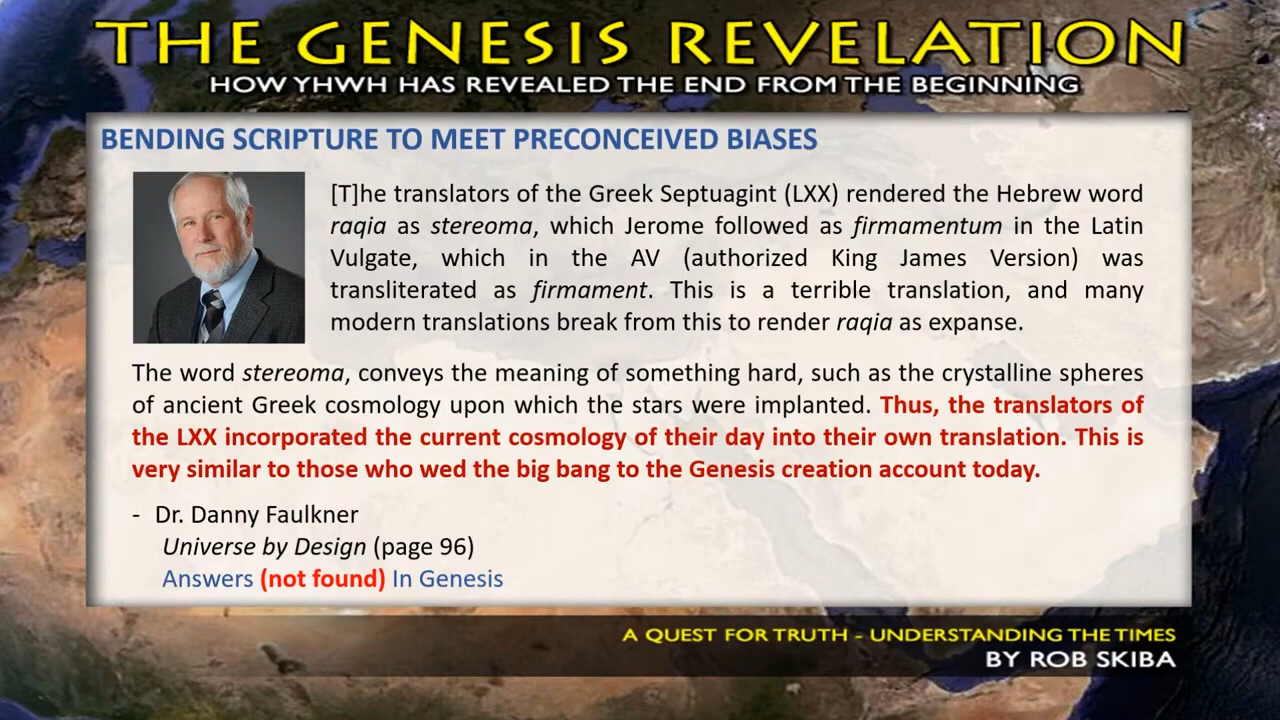 THE GENESIS REVELATION
HOW YHWH HAS REVEALED THE END FROM THE BEGINNING
BENDING SCRIPTURE TO MEET PRECONCEIVED BIASES
[T]he translators of the Greek Septuagint (LXX) rendered the Hebrew word
raqia as stereoma, which Jerome followed as firmamentum in the Latin
Vulgate, which in the AV (authorized King James Version) was
transliterated as firmament. This is a terrible translation, and many
modern translations break from this to render raqia as expanse.
The word stereoma, conveys the meaning of something hard, such as the crystalline spheres
of ancient Greek cosmology upon which the stars were implanted. Thus, the translators of
the LXX incorporated the current cosmology of their day into their own translation. This is
very similar to those who wed the big bang to the Genesis creation account today.
- Dr. Danny Faulkner
Universe by Design (page 96)
Answers (not found) In Genesis
A QUEST FOR TRUTH - UNDERSTANDING THE TIMES
BY ROB SKIBA